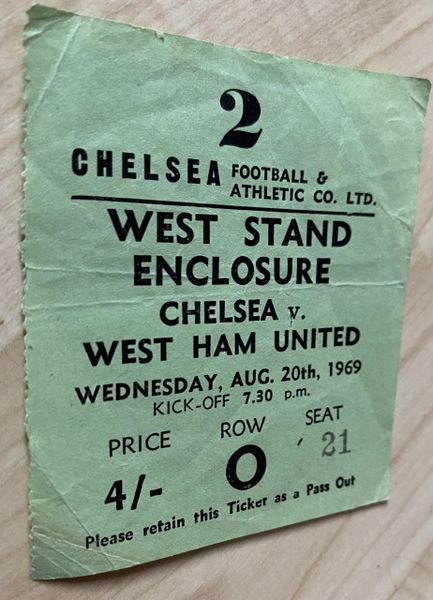 2
CHELSEA FOOTBALL & ATHLETIC CO. LTD.
WEST STAND
ENCLOSURE
CHELSEA v.
WEST HAM UNITED
WEDNESDAY, AUG. 20th, 1969
KICK-OFF 7.30 p.m.
PRICE ROW SEAT
4/- O 21
Please retain this Ticket as a Pass Out